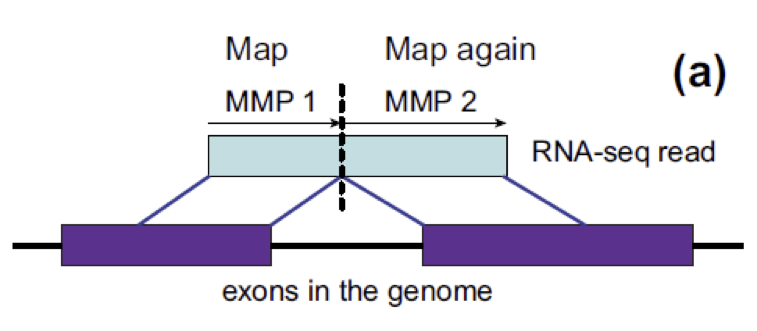 Map Map again
(a)
MMP 1 MMP 2
RNA-seq read
exons in the genome